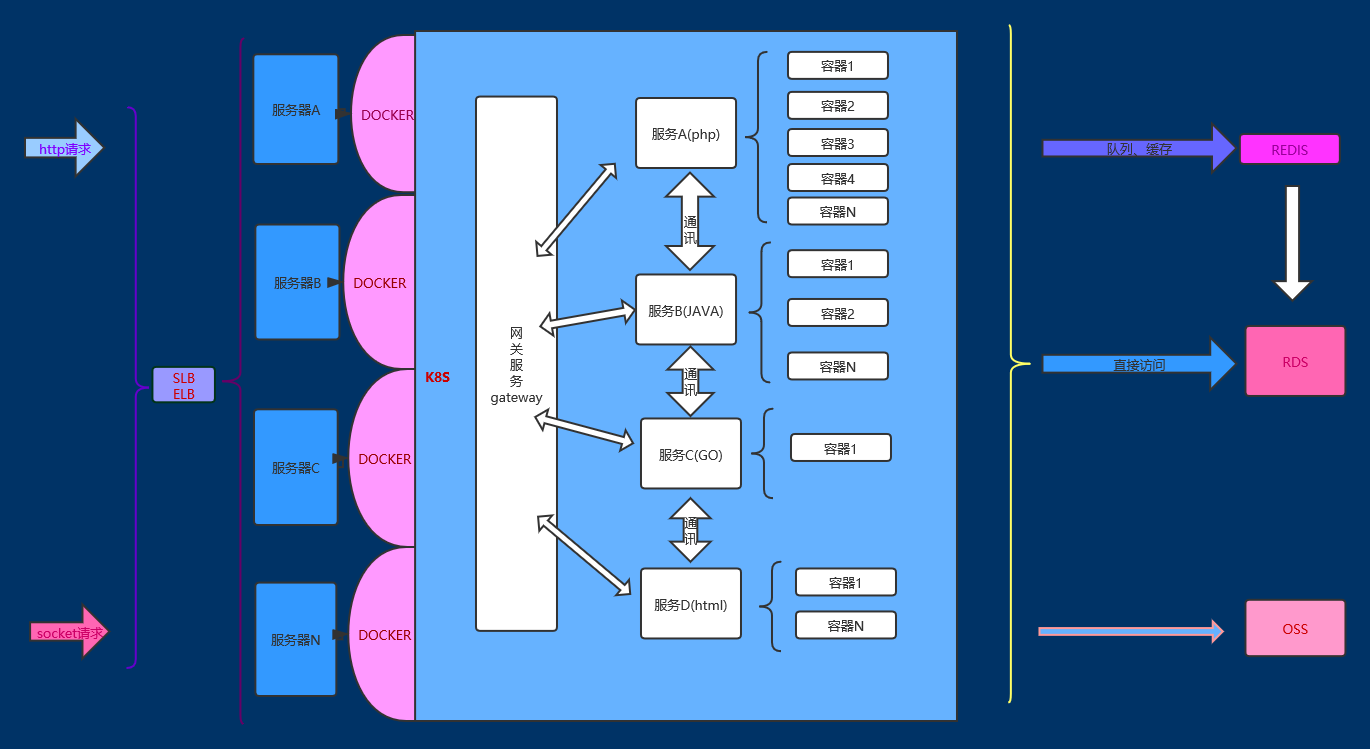 http请求
socket请求
SLB
ELB
服务器A
服务器B
服务器C
服务器N
DOCKER
DOCKER
DOCKER
DOCKER
K8S
网
关
服
务
gateway
服务A(php)
通
讯
服务B(JAVA)
通
讯
服务C(GO)
通
讯
服务D(html)
容器1
容器2
容器3
容器4
容器N
容器1
容器2
容器N
容器1
容器1
容器N
队列、缓存
REDIS
直接访问
RDS
OSS